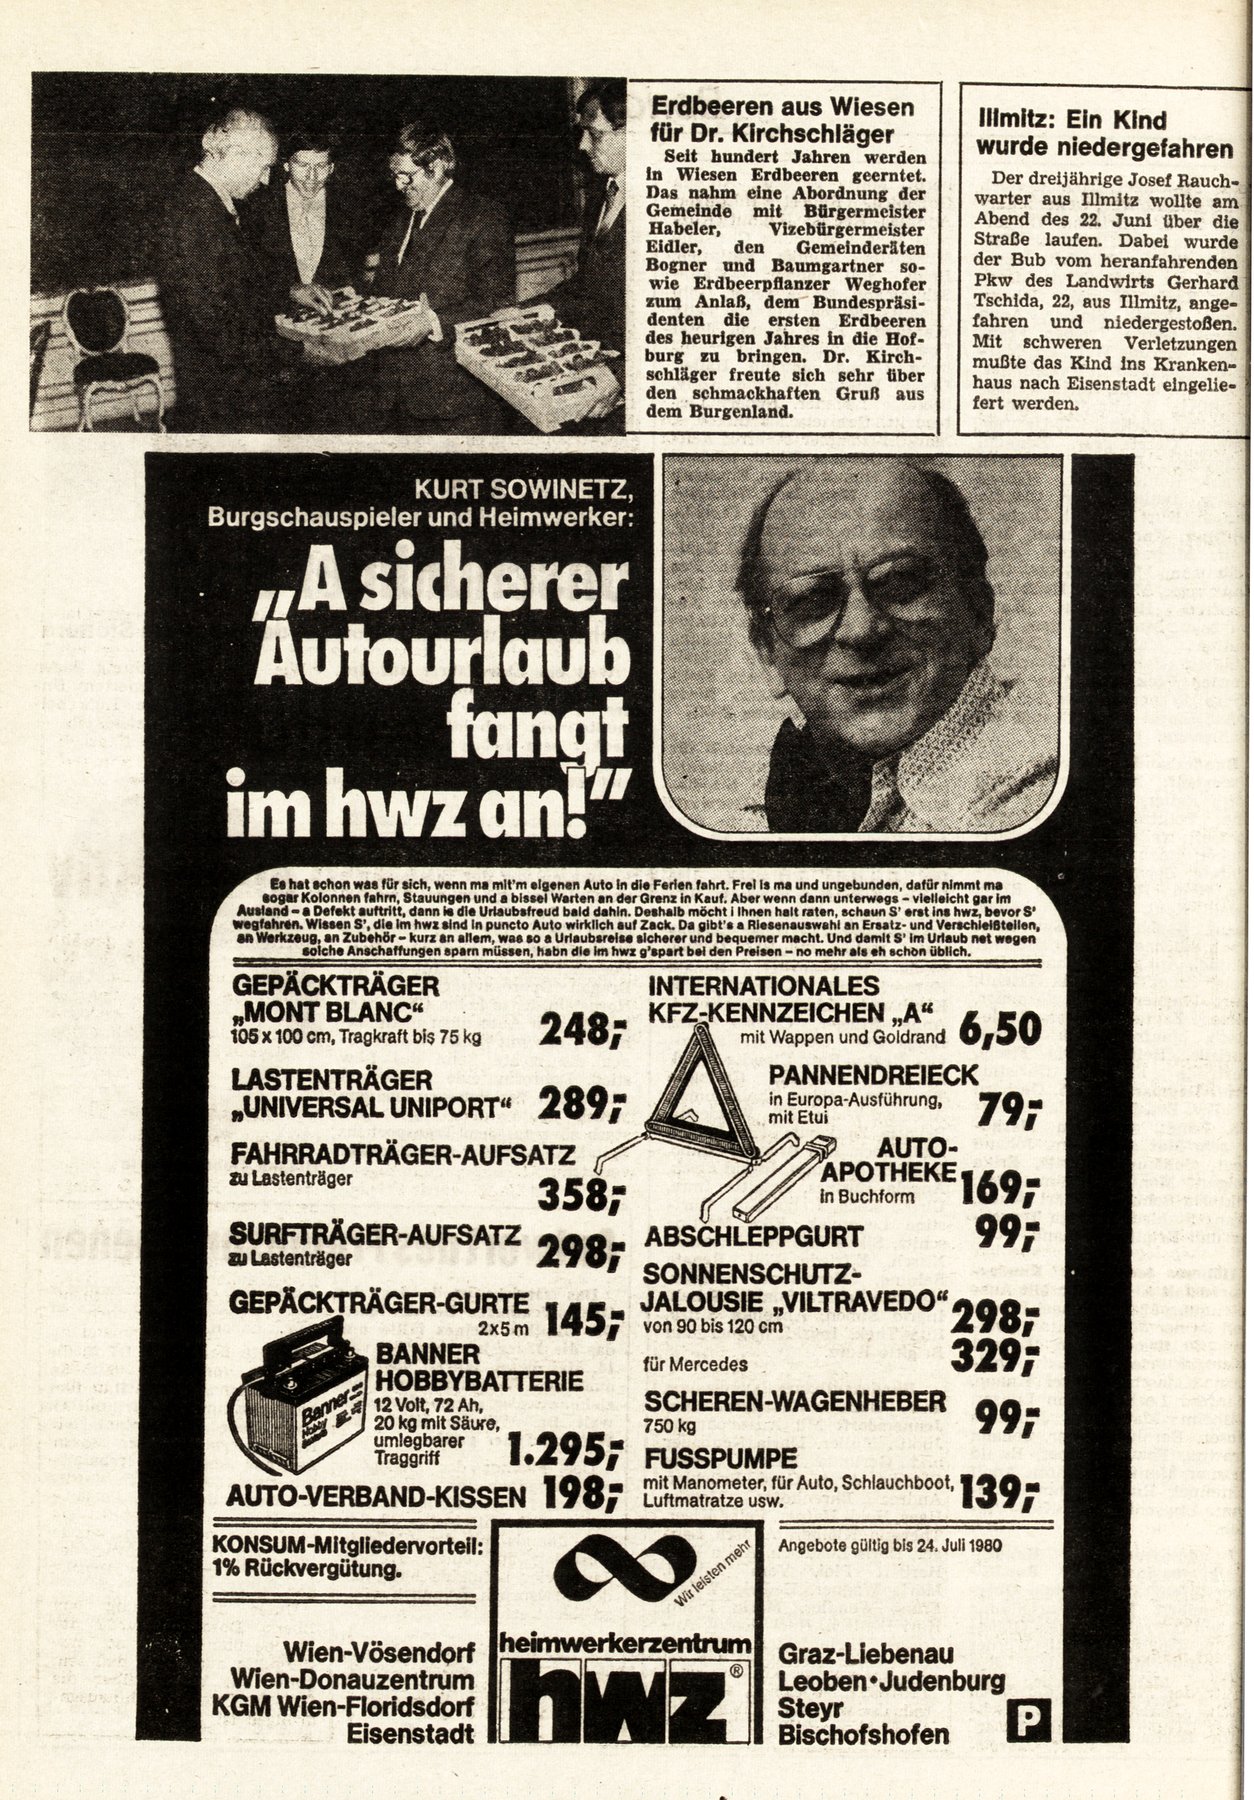 Erdbeeren aus Wiesen
für Dr. Kirchschläger
Seit hundert Jahren werden
in Wiesen Erdbeeren geerntet.
Das nahm eine Abordnung der
Gemeinde mit Bürgermeister
Habeler, Vizebürgermeister
Eidler, den Gemeinderäten
Bogner und Baumgartner so-
wie Erdbeerpflanzer Weghofer
zum Anlaß, dem Bundespräsi-
denten die ersten Erdbeeren
des heurigen Jahres in die Hof-
burg zu bringen. Dr. Kirch-
schläger freute sich sehr über
den schmackhaften Gruß aus
dem Burgenland.
Illmitz: Ein Kind
wurde niedergefahren
Der dreijährige Josef Rauch-
warter aus Illmitz wollte am
Abend des 22. Juni über die
Straße laufen. Dabei wurde
der Bub vom heranfahrenden
Pkw des Landwirts Gerhard
Tschida, 22, aus Illmitz, ange-
fahren und niedergestoßen.
Mit schweren Verletzungen
mußte das Kind ins Kranken-
haus nach Eisenstadt eingelie-
fert werden.
KURT SOWINETZ,
Burgschauspieler und Heimwerker:
„A sicherer
Autourlaub
fangt
im hwz an!”
Es hat schon was für sich, wenn ma mit'm eigenen Auto in die Ferien fahrt. Frei is ma und ungebunden, dafür nimmt ma
sogar Kolonnen fahrn, Stauungen und a bissel Warten an der Grenz in Kauf. Aber wenn dann unterwegs – vielleicht gar im
Ausland – a Defekt auftritt, dann is die Urlaubsfreud bald dahin. Deshalb möcht i Ihnen halt raten, schaun S' erst ins hwz, bevor S'
wegfahren. Wissen S', die im hwz sind in puncto Auto wirklich auf Zack. Da gibt's a Riesenauswahl an Ersatz- und Verschleißteilen,
an Werkzeug, an Zubehör – kurz an allem, was so a Urlaubsreise sicherer und bequemer macht. Und damit S' im Urlaub net wegen
solche Anschaffungen sparn müssen, habn die im hwz g'spart bei den Preisen – no mehr als eh schon üblich.
GEPÄCKTRÄGER
„MONT BLANC“
105 x 100 cm, Tragkraft bis 75 kg 248,-
LASTENTRÄGER
„UNIVERSAL UNIPORT“ 289,-
FAHRRADTRÄGER-AUFSATZ
zu Lastenträger
358,-
SURFTRÄGER-AUFSATZ
zu Lastenträger 298,-
GEPÄCKTRÄGER-GURTE
2x5 m 145,-
BANNER
HOBBYBATTERIE
12 Volt, 72 Ah,
20 kg mit Säure,
umlegbarer
Traggriff 1.295,-
Banner
Hobby
AUTO-VERBAND-KISSEN 198,-
INTERNATIONALES
KFZ-KENNZEICHEN „A“
mit Wappen und Goldrand 6,50
PANNENDREIECK
in Europa-Ausführung,
mit Etui 79,-
AUTO-
APOTHEKE
in Buchform 169,-
ABSCHLEPPGURT 99,-
SONNENSCHUTZ-
JALOUSIE „VILTRAVEDO“
von 90 bis 120 cm 298,-
für Mercedes 329,-
SCHEREN-WAGENHEBER
750 kg 99,-
FUSSPUMPE
mit Manometer, für Auto, Schlauchboot,
Luftmatratze usw. 139,-
KONSUM-Mitgliedervorteil:
1% Rückvergütung.
Wien-Vösendorf
Wien-Donauzentrum
KGM Wien-Floridsdorf
Eisenstadt
Wir leisten mehr
heimwerkerzentrum
hwz®
Angebote gültig bis 24. Juli 1980
Graz-Liebenau
Leoben•Judenburg
Steyr
Bischofshofen
P